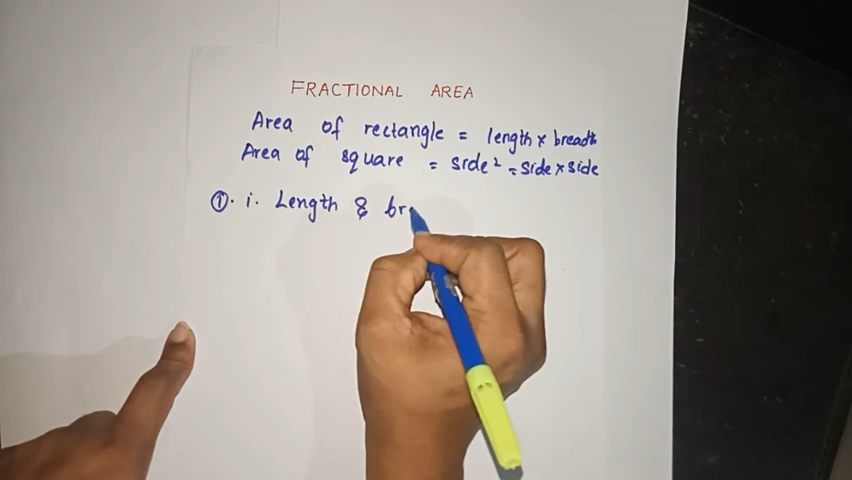 FRACTIONAL AREA
Area of rectangle = length x breadth
Area of square = side² = side x side
①. i. Length & br